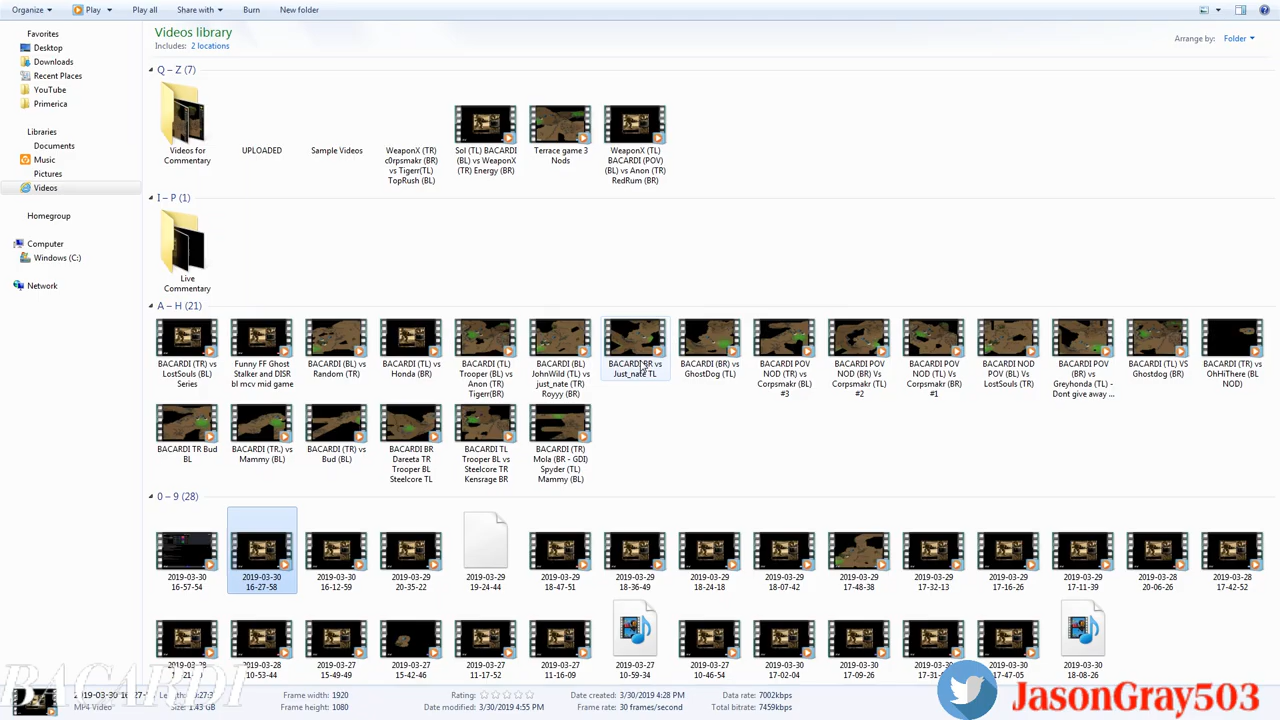 Organize Play Play all Share with Burn New folder
Favorites
Desktop
Downloads
Recent Places
YouTube
Primerica
Libraries
Documents
Music
Pictures
Videos
Homegroup
Computer
Windows (C:)
Network
Videos library
Includes: 2 locations
Arrange by: Folder
Q – Z (7)
Videos for
Commentary
UPLOADED
Sample Videos
WeaponX (TR)
c0rpsmakr (BR)
vs Tigerr(TL)
TopRush (BL)
Sol (TL) BACARDI
(BL) vs WeaponX
(TR) Energy (BR)
Terrace game 3
Nods
WeaponX (TL)
BACARDI (POV)
(BL) vs Anon (TR)
RedRum (BR)
I – P (1)
Live
Commentary
A – H (21)
BACARDI (TR) vs
LostSouls (BL)
Series
Funny FF Ghost
Stalker and DISR
bl mcv mid game
BACARDI (BL) vs
Random (TR)
BACARDI (TL) vs
Honda (BR)
BACARDI (TL)
Trooper (BL) vs
Anon (TR)
Tigerr(BR)
BACARDI (BL)
JohnWild (TL) vs
just_nate (TR)
Royyy (BR)
BACARDI BR vs
Just_nate TL
BACARDI (BR) vs
GhostDog (TL)
BACARDI POV
NOD (TR) vs
Corpsmakr (BL)
#3
BACARDI POV
NOD (BR) Vs
Corpsmakr (TL)
#2
BACARDI POV
NOD (TL) Vs
Corpsmakr (BR)
#1
BACARDI NOD
POV (BL) Vs
LostSouls (TR)
BACARDI POV
(BR) vs
Greyhonda (TL) -
Dont give away ...
BACARDI (TL) VS
Ghostdog (BR)
BACARDI (TR) vs
OhHiThere (BL
NOD)
BACARDI TR Bud
BL
BACARDI (TR.) vs
Mammy (BL)
BACARDI (TR) vs
Bud (BL)
BACARDI BR
Dareeta TR
Trooper BL
Steelcore TL
BACARDI TL
Trooper BL vs
Steelcore TR
Kensrage BR
BACARDI (TR)
Mola (BR - GDI)
Spyder (TL)
Mammy (BL)
0 – 9 (28)
2019-03-30
16-57-54
2019-03-30
16-27-58
2019-03-30
16-12-59
2019-03-29
20-35-22
2019-03-29
19-24-44
2019-03-29
18-47-51
2019-03-29
18-36-49
2019-03-29
18-24-18
2019-03-29
18-07-42
2019-03-29
17-48-38
2019-03-29
17-32-13
2019-03-29
17-16-26
2019-03-29
17-11-39
2019-03-28
20-06-26
2019-03-28
17-42-52
2019-03-28
2019-03-28
10-53-44
2019-03-27
15-49-49
2019-03-27
15-42-46
2019-03-27
11-17-52
2019-03-27
11-16-09
2019-03-27
10-59-34
2019-03-27
10-46-54
2019-03-30
18-08-26
BACARDI
MP4 Video
Frame width: 1920
Frame height: 1080
Rating:
Date modified: 3/30/2019 4:55 PM
Date created: 3/30/2019 4:28 PM
Frame rate: 30 frames/second
Data rate: 7002kbps
Total bitrate: 7459kbps
JasonGray503